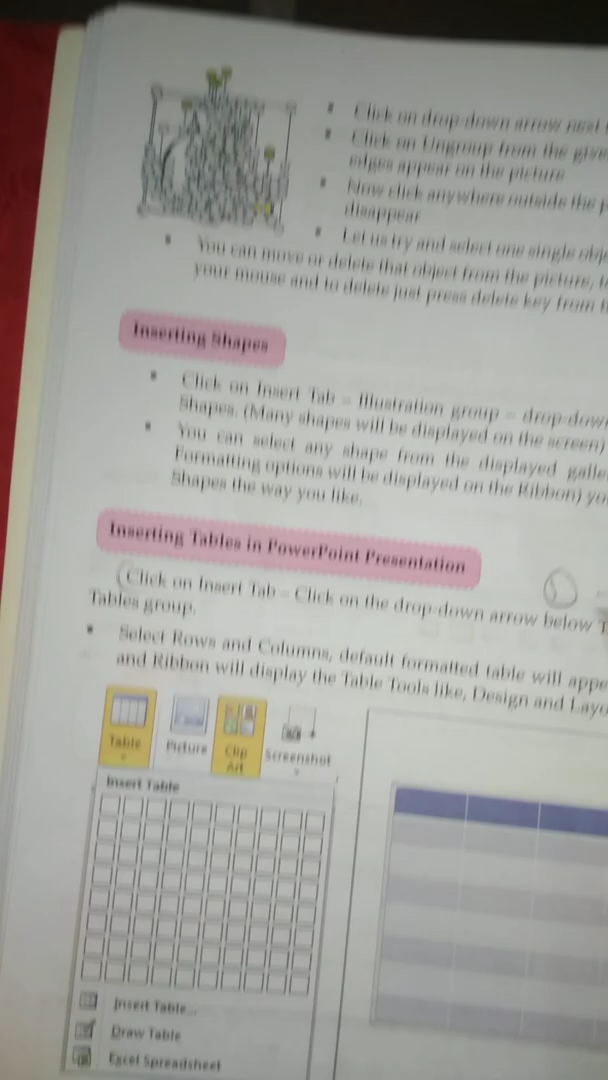 Click on drop-down arrow next
Click on Ungroup from the give
edges appear on the picture
Now click anywhere outside the p
disappear
Let us try and select one single obj
You can move or delete that object from the picture,
your mouse and to delete just press delete key from
Inserting Shapes
Click on Insert Tab – Illustration group – drop-down
Shapes. (Many shapes will be displayed on the screen)
You can select any shape from the displayed galle
Formatting options will be displayed on the Ribbon) yo
Shapes the way you like.
Inserting Tables in PowerPoint Presentation
Click on Insert Tab – Click on the drop-down arrow below T
Tables group.
Select Rows and Columns, default formatted table will appe
and Ribbon will display the Table Tools like, Design and Layo
Table Picture Clip Art Screenshot
Insert Table
Insert Table...
Draw Table
Excel Spreadsheet